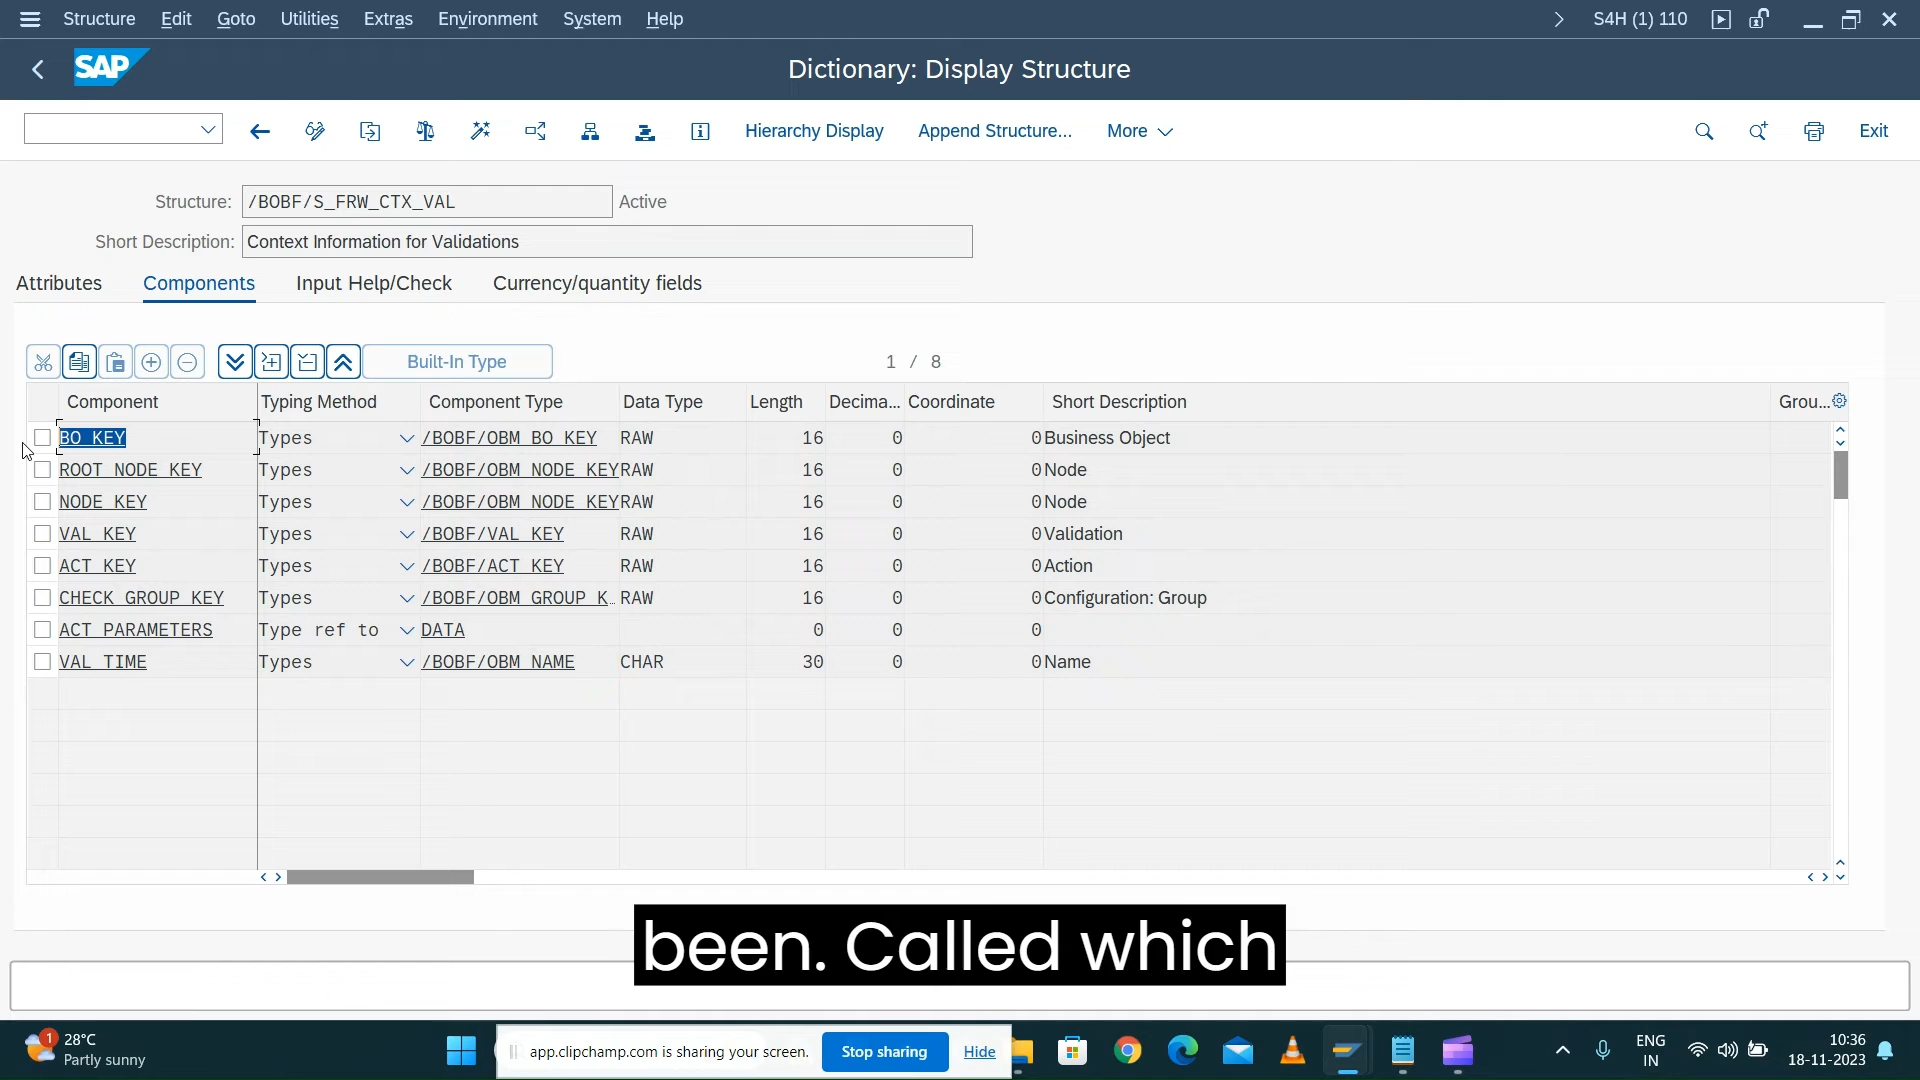 Structure Edit Goto Utilities Extras Environment System Help S4H (1) 110
SAP Dictionary: Display Structure
Hierarchy Display Append Structure... More Exit
Structure: /BOBF/S_FRW_CTX_VAL Active
Short Description: Context Information for Validations
Attributes Components Input Help/Check Currency/quantity fields
Built-In Type 1 / 8
Component Typing Method Component Type Data Type Length Decima... Coordinate Short Description Grou...
BO_KEY Types /BOBF/OBM_BO_KEY RAW 16 0 0 Business Object
ROOT_NODE_KEY Types /BOBF/OBM_NODE_KEY RAW 16 0 0 Node
NODE_KEY Types /BOBF/OBM_NODE_KEY RAW 16 0 0 Node
VAL_KEY Types /BOBF/VAL_KEY RAW 16 0 0 Validation
ACT_KEY Types /BOBF/ACT_KEY RAW 16 0 0 Action
CHECK_GROUP_KEY Types /BOBF/OBM_GROUP_K... RAW 16 0 0 Configuration: Group
ACT_PARAMETERS Type ref to DATA 0 0 0
VAL_TIME Types /BOBF/OBM_NAME CHAR 30 0 0 Name
been. Called which
1 28°C
Partly sunny
app.clipchamp.com is sharing your screen. Stop sharing Hide
ENG
IN
10:36
18-11-2023